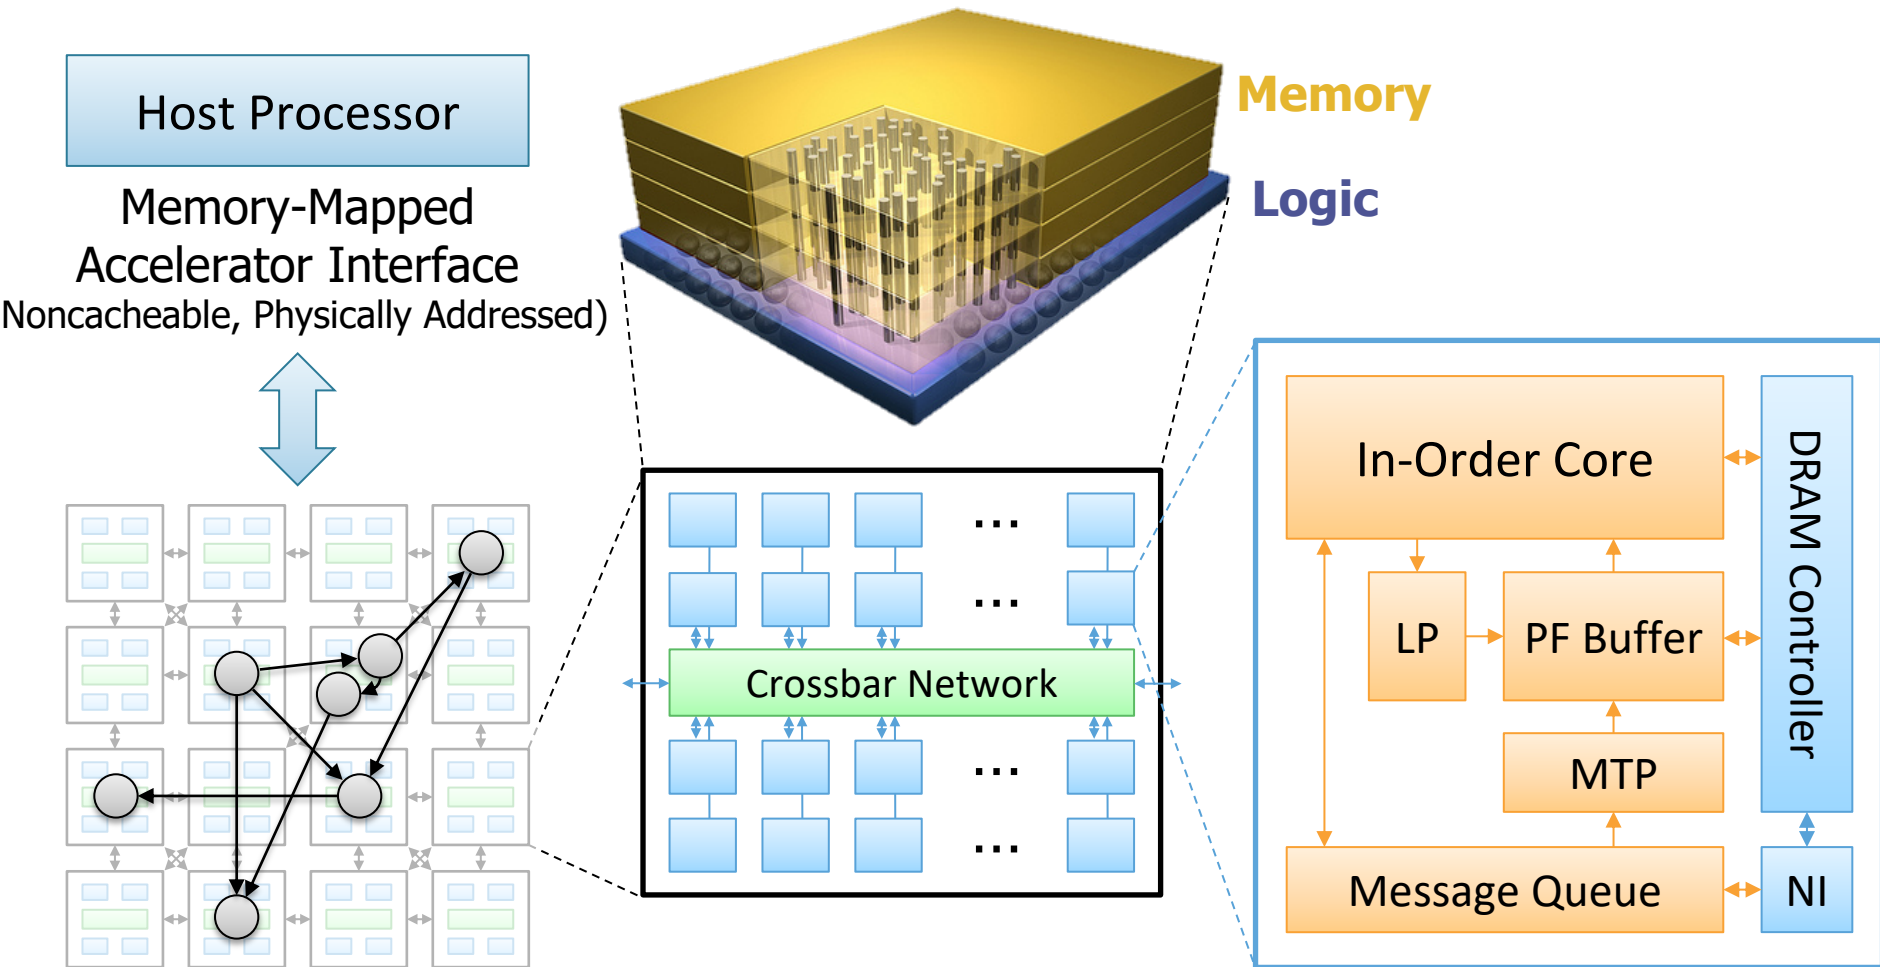 Host Processor
Memory-Mapped
Accelerator Interface
Noncacheable, Physically Addressed)
Memory
Logic
...
...
Crossbar Network
...
...
In-Order Core
DRAM Controller
LP
PF Buffer
MTP
Message Queue
NI